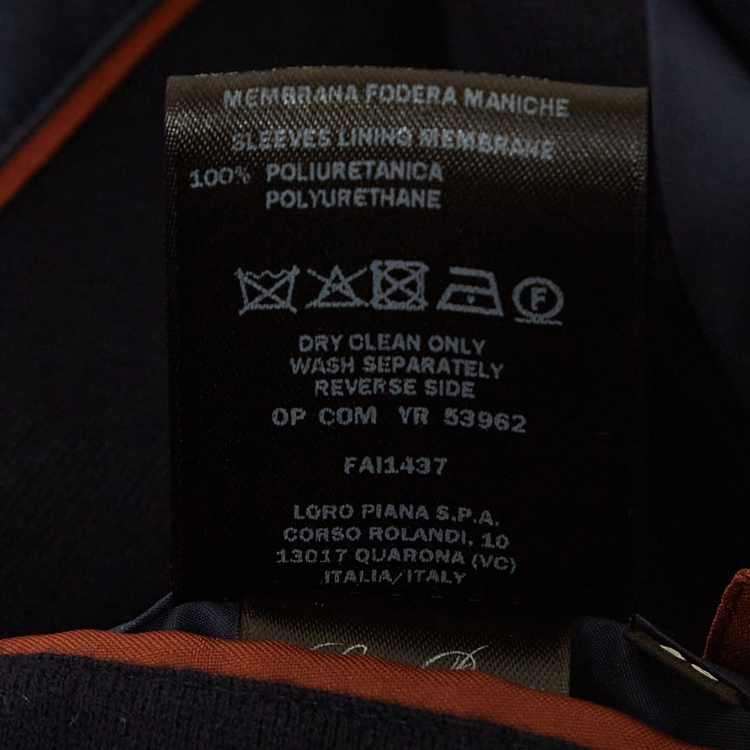 MEMBRANA FODERA MANICHE
SLEEVES LINING MEMBRANE
100% POLIURETANICA
POLYURETHANE
F
DRY CLEAN ONLY
WASH SEPARATELY
REVERSE SIDE
OP COM YR 53962
FAI1437
LORO PIANA S.P.A.
CORSO ROLANDI, 10
13017 QUARONA (VC)
ITALIA/ITALY